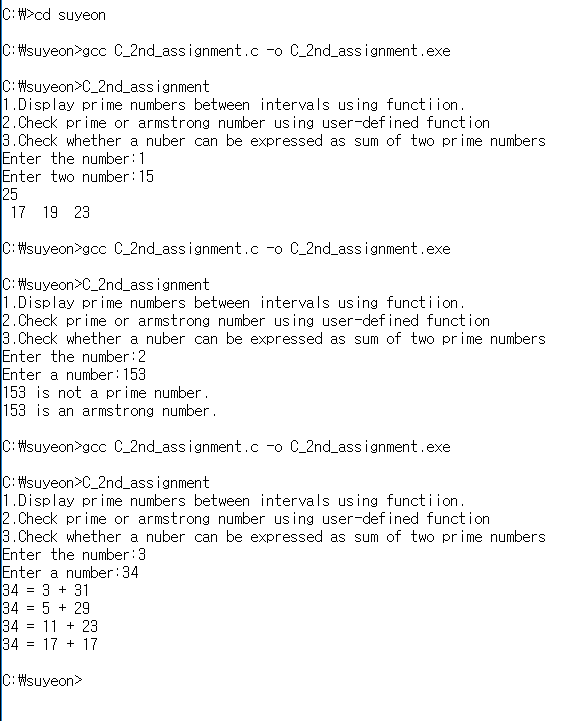 C:₩>cd suyeon
C:₩suyeon>gcc C_2nd_assignment.c -o C_2nd_assignment.exe
C:₩suyeon>C_2nd_assignment
1.Display prime numbers between intervals using functiion.
2.Check prime or armstrong number using user-defined function
3.Check whether a nuber can be expressed as sum of two prime numbers
Enter the number:1
Enter two number:15
25
17 19 23
C:₩suyeon>gcc C_2nd_assignment.c -o C_2nd_assignment.exe
C:₩suyeon>C_2nd_assignment
1.Display prime numbers between intervals using functiion.
2.Check prime or armstrong number using user-defined function
3.Check whether a nuber can be expressed as sum of two prime numbers
Enter the number:2
Enter a number:153
153 is not a prime number.
153 is an armstrong number.
C:₩suyeon>gcc C_2nd_assignment.c -o C_2nd_assignment.exe
C:₩suyeon>C_2nd_assignment
1.Display prime numbers between intervals using functiion.
2.Check prime or armstrong number using user-defined function
3.Check whether a nuber can be expressed as sum of two prime numbers
Enter the number:3
Enter a number:34
34 = 3 + 31
34 = 5 + 29
34 = 11 + 23
34 = 17 + 17
C:₩suyeon>